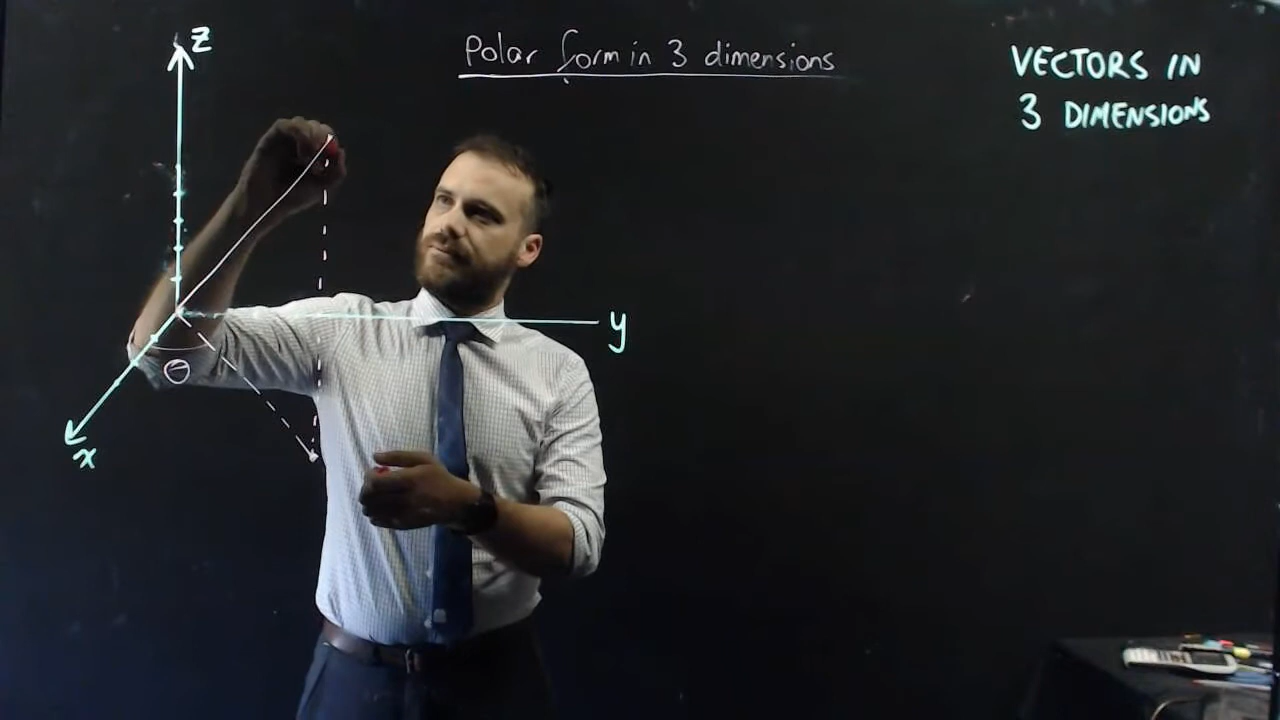 Polar form in 3 dimensions
VECTORS IN
3 DIMENSIONS
z
y
x
θ